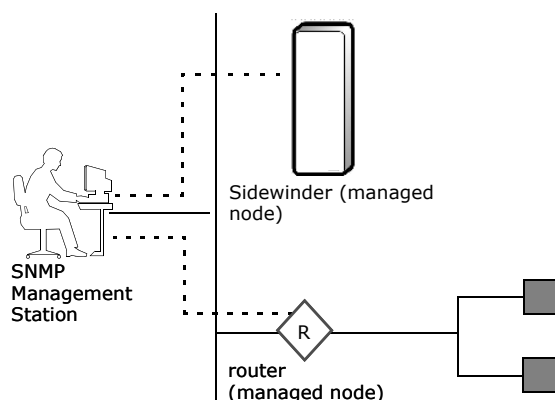 Sidewinder (managed
node)
SNMP
Management
Station
R
router
(managed node)